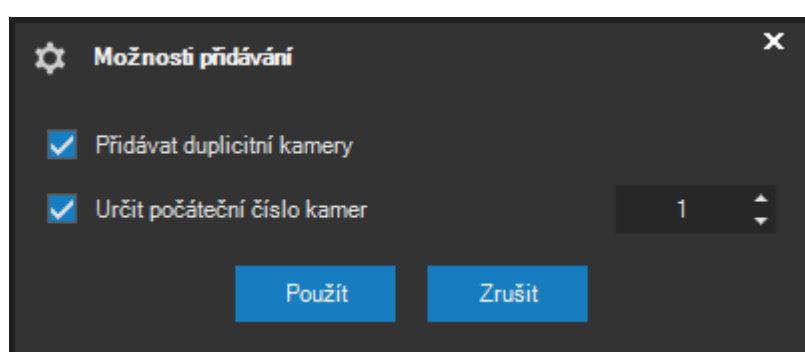 Možnosti přidávání
Přidávat duplicitní kamery
Určit počáteční číslo kamer 1
Použít Zrušit